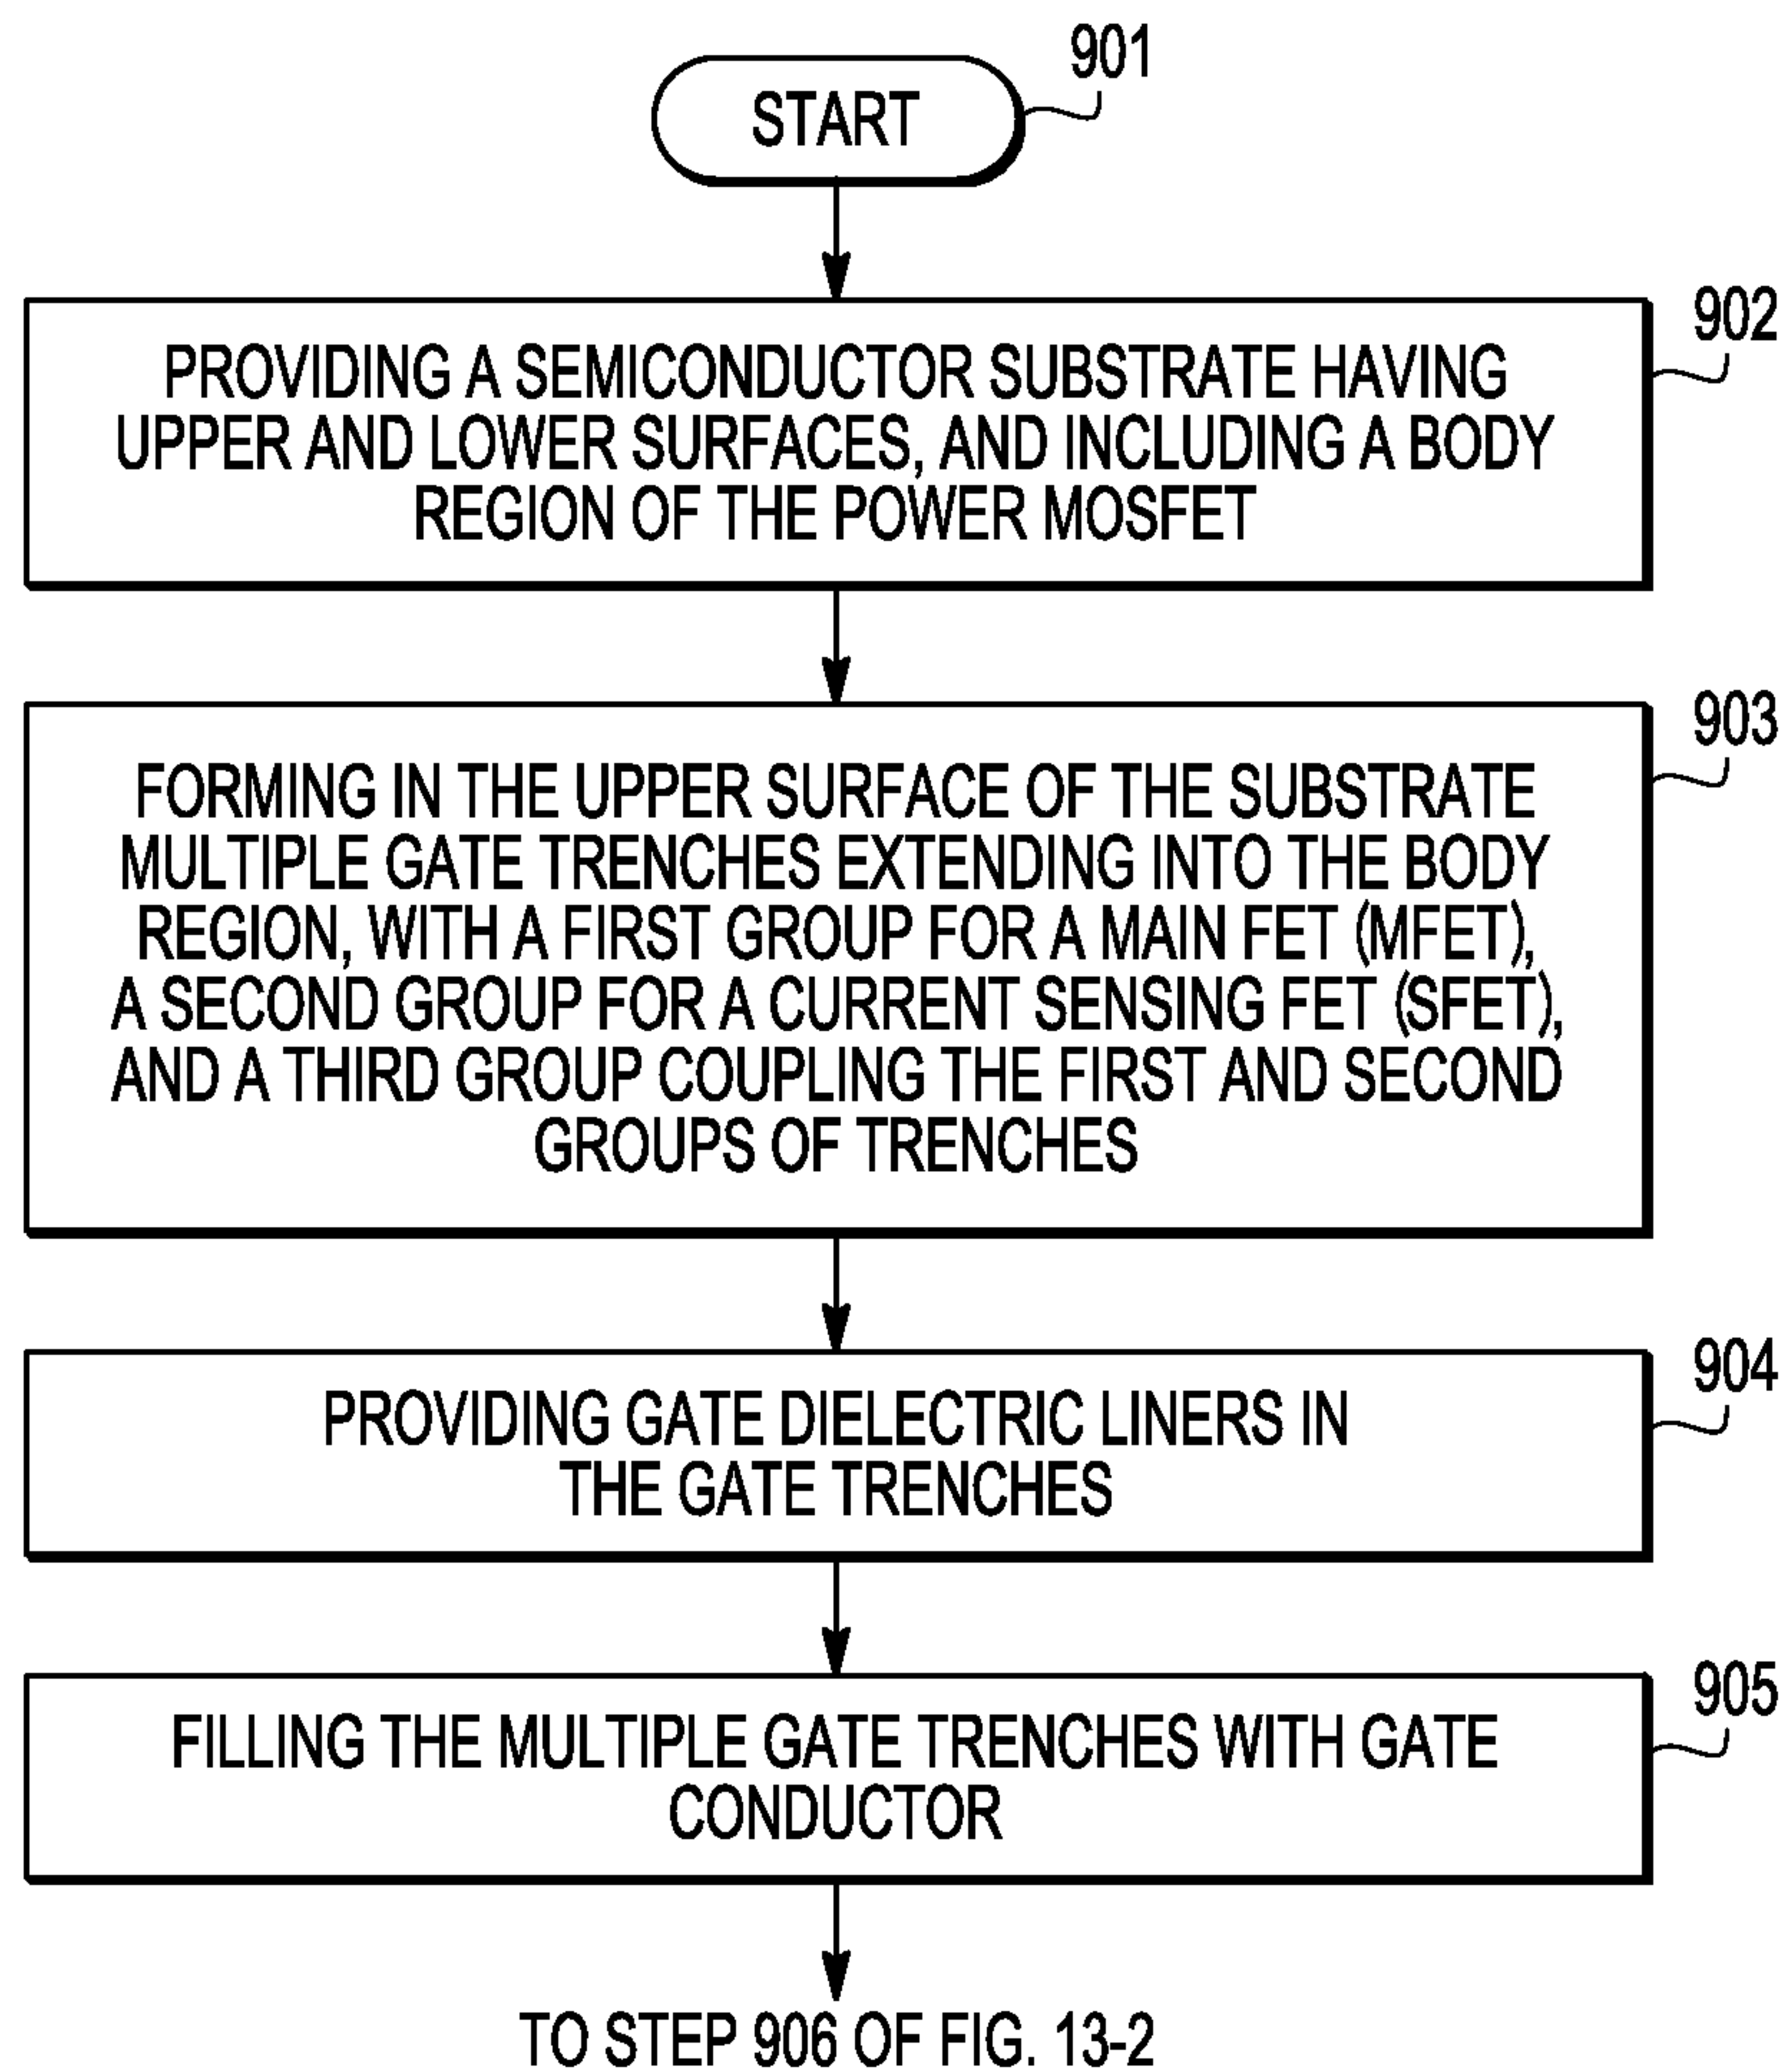 901
START
902
PROVIDING A SEMICONDUCTOR SUBSTRATE HAVING
UPPER AND LOWER SURFACES, AND INCLUDING A BODY
REGION OF THE POWER MOSFET
903
FORMING IN THE UPPER SURFACE OF THE SUBSTRATE
MULTIPLE GATE TRENCHES EXTENDING INTO THE BODY
REGION, WITH A FIRST GROUP FOR A MAIN FET (MFET),
A SECOND GROUP FOR A CURRENT SENSING FET (SFET),
AND A THIRD GROUP COUPLING THE FIRST AND SECOND
GROUPS OF TRENCHES
904
PROVIDING GATE DIELECTRIC LINERS IN
THE GATE TRENCHES
905
FILLING THE MULTIPLE GATE TRENCHES WITH GATE
CONDUCTOR
TO STEP 906 OF FIG. 13-2